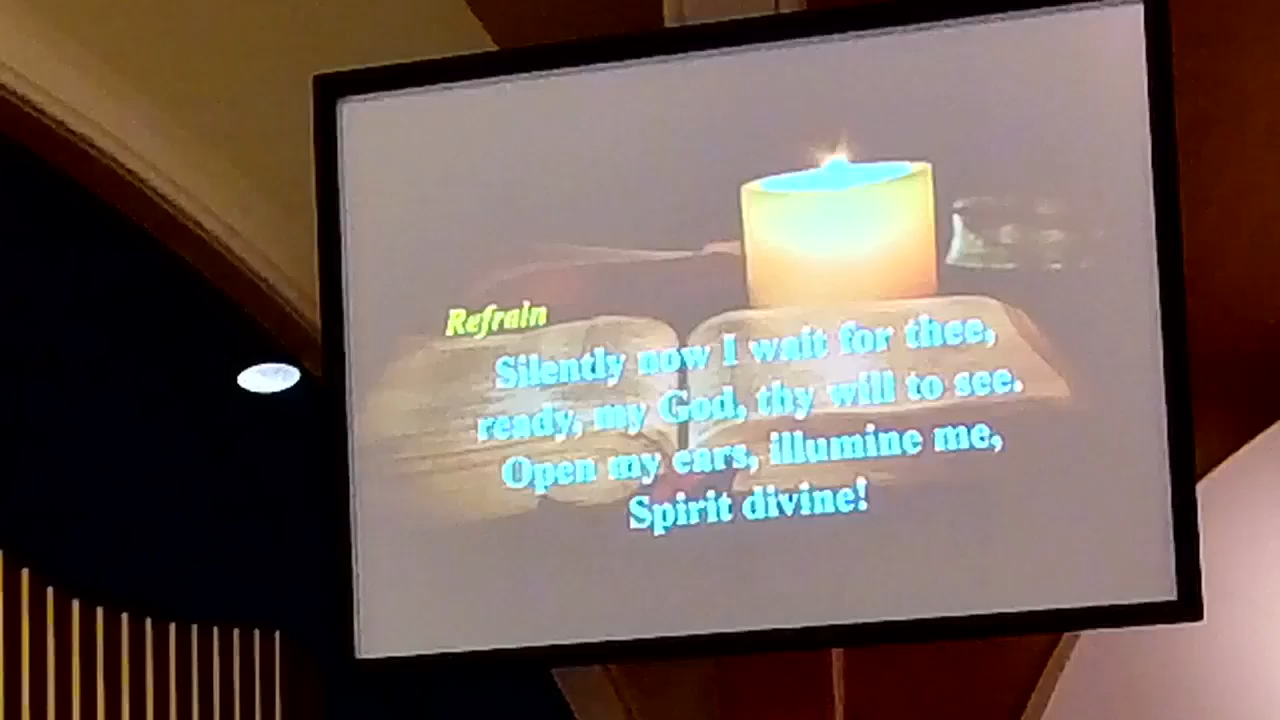 Refrain
Silently now I wait for thee,
ready, my God, thy will to see.
Open my ears, illumine me,
Spirit divine!